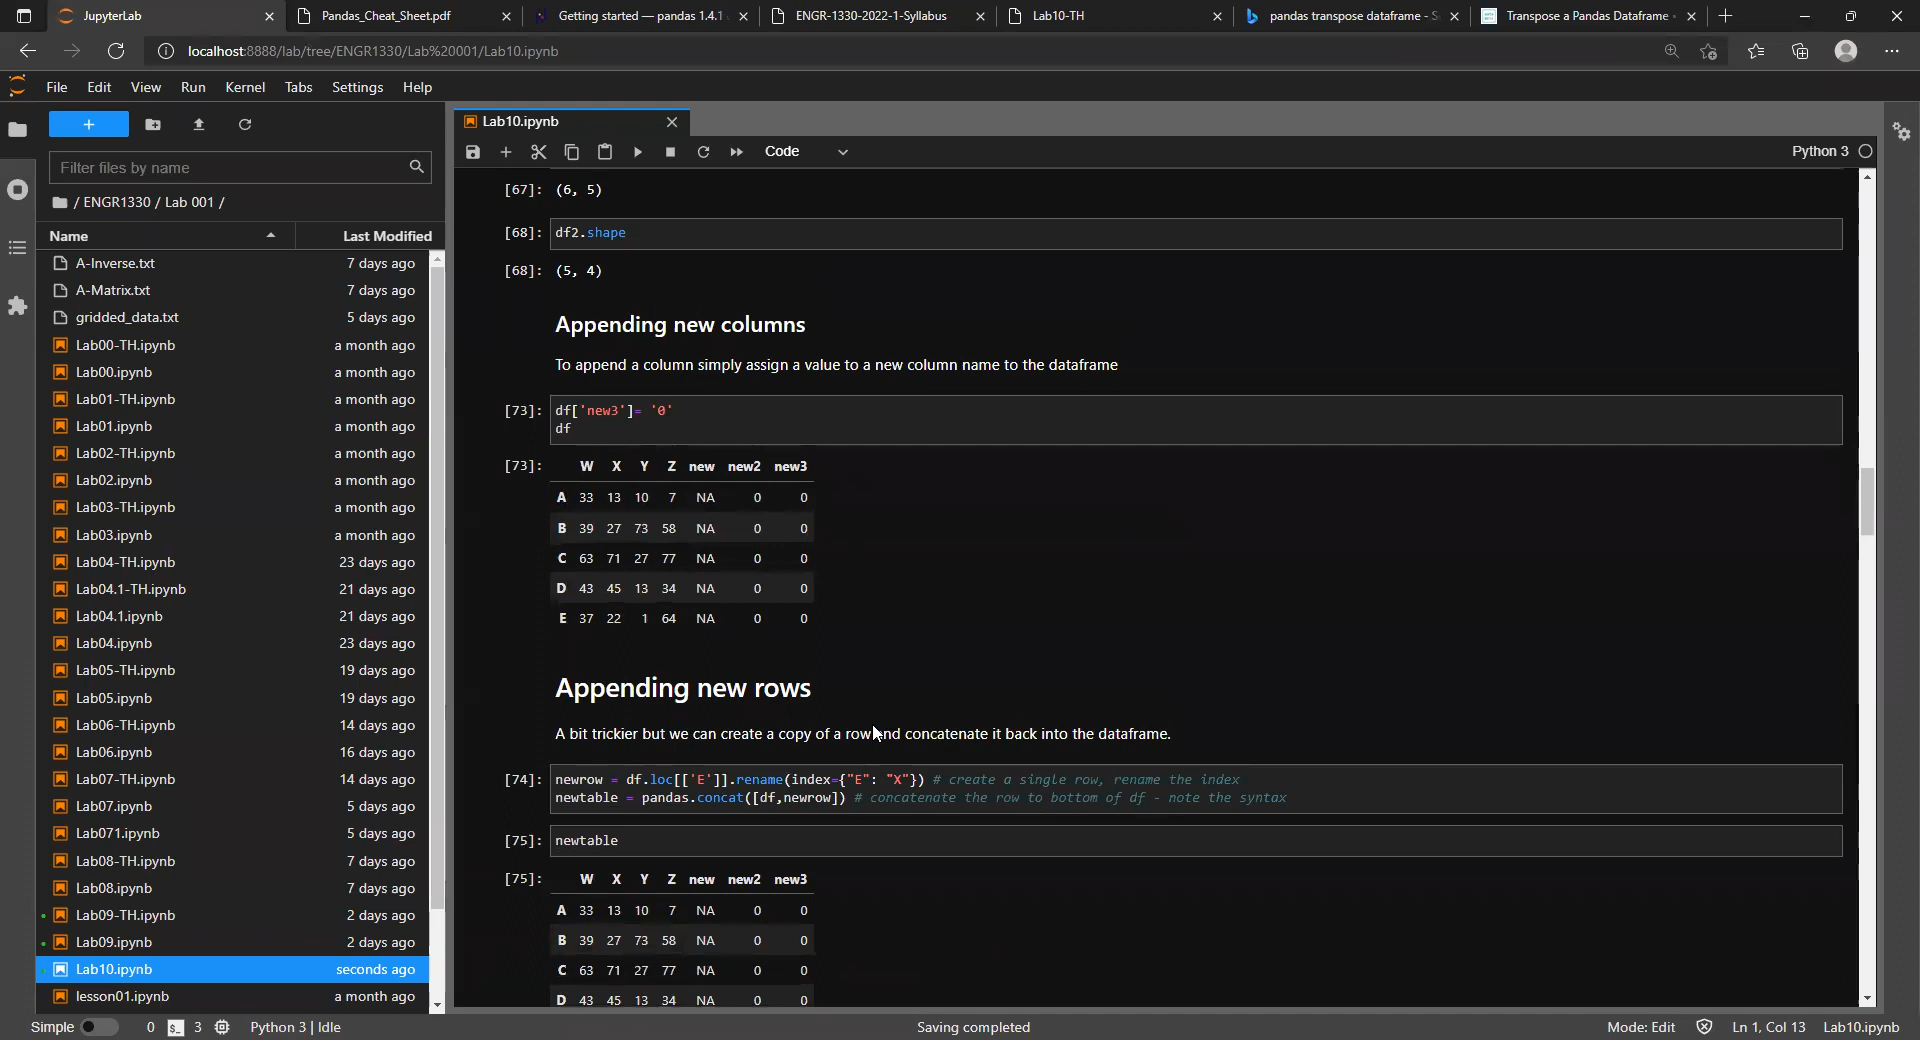 JupyterLab
Pandas_Cheat_Sheet.pdf
Getting started — pandas 1.4.1
ENGR-1330-2022-1-Syllabus
Lab10-TH
pandas transpose dataframe - S
Transpose a Pandas Dataframe
localhost:8888/lab/tree/ENGR1330/Lab%20001/Lab10.ipynb
File Edit View Run Kernel Tabs Settings Help
+
Filter files by name
/ ENGR1330 / Lab 001 /
Name Last Modified
A-Inverse.txt 7 days ago
A-Matrix.txt 7 days ago
gridded_data.txt 5 days ago
Lab00-TH.ipynb a month ago
Lab00.ipynb a month ago
Lab01-TH.ipynb a month ago
Lab01.ipynb a month ago
Lab02-TH.ipynb a month ago
Lab02.ipynb a month ago
Lab03-TH.ipynb a month ago
Lab03.ipynb a month ago
Lab04-TH.ipynb 23 days ago
Lab04.1-TH.ipynb 21 days ago
Lab04.1.ipynb 21 days ago
Lab04.ipynb 23 days ago
Lab05-TH.ipynb 19 days ago
Lab05.ipynb 19 days ago
Lab06-TH.ipynb 14 days ago
Lab06.ipynb 16 days ago
Lab07-TH.ipynb 14 days ago
Lab07.ipynb 5 days ago
Lab071.ipynb 5 days ago
Lab08-TH.ipynb 7 days ago
Lab08.ipynb 7 days ago
Lab09-TH.ipynb 2 days ago
Lab09.ipynb 2 days ago
Lab10.ipynb seconds ago
lesson01.ipynb a month ago
Lab10.ipynb
Code
Python 3
[67]: (6, 5)
[68]: df2.shape
[68]: (5, 4)
Appending new columns
To append a column simply assign a value to a new column name to the dataframe
[73]: df['new3']= '0'
df
[73]: W X Y Z new new2 new3
A 33 13 10 7 NA 0 0
B 39 27 73 58 NA 0 0
C 63 71 27 77 NA 0 0
D 43 45 13 34 NA 0 0
E 37 22 1 64 NA 0 0
Appending new rows
A bit trickier but we can create a copy of a row and concatenate it back into the dataframe.
[74]: newrow = df.loc[['E']].rename(index={"E": "X"}) # create a single row, rename the index
newtable = pandas.concat([df,newrow]) # concatenate the row to bottom of df - note the syntax
[75]: newtable
[75]: W X Y Z new new2 new3
A 33 13 10 7 NA 0 0
B 39 27 73 58 NA 0 0
C 63 71 27 77 NA 0 0
D 43 45 13 34 NA 0 0
Simple 0 3 Python 3 | Idle Saving completed Mode: Edit Ln 1, Col 13 Lab10.ipynb